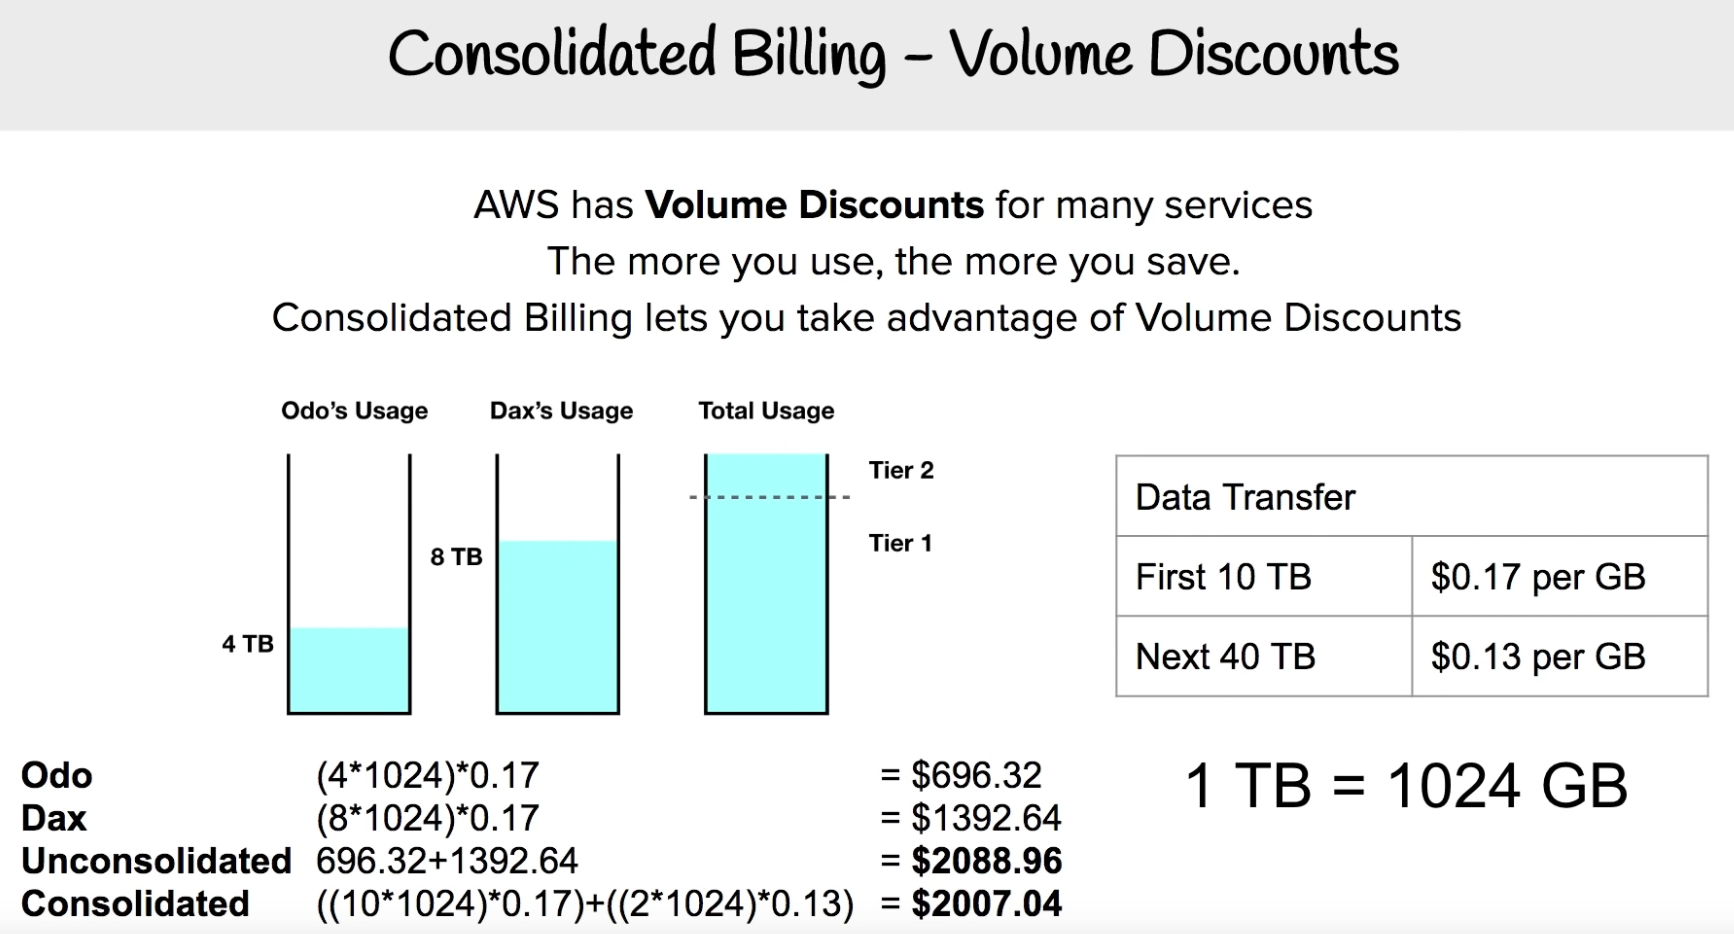 Consolidated Billing – Volume Discounts
AWS has Volume Discounts for many services
The more you use, the more you save.
Consolidated Billing lets you take advantage of Volume Discounts
Odo’s Usage
Dax’s Usage
Total Usage
4 TB
8 TB
Tier 2
Tier 1
Data Transfer
First 10 TB $0.17 per GB
Next 40 TB $0.13 per GB
Odo (4*1024)*0.17 = $696.32
Dax (8*1024)*0.17 = $1392.64
Unconsolidated 696.32+1392.64 = $2088.96
Consolidated ((10*1024)*0.17)+((2*1024)*0.13) = $2007.04
1 TB = 1024 GB